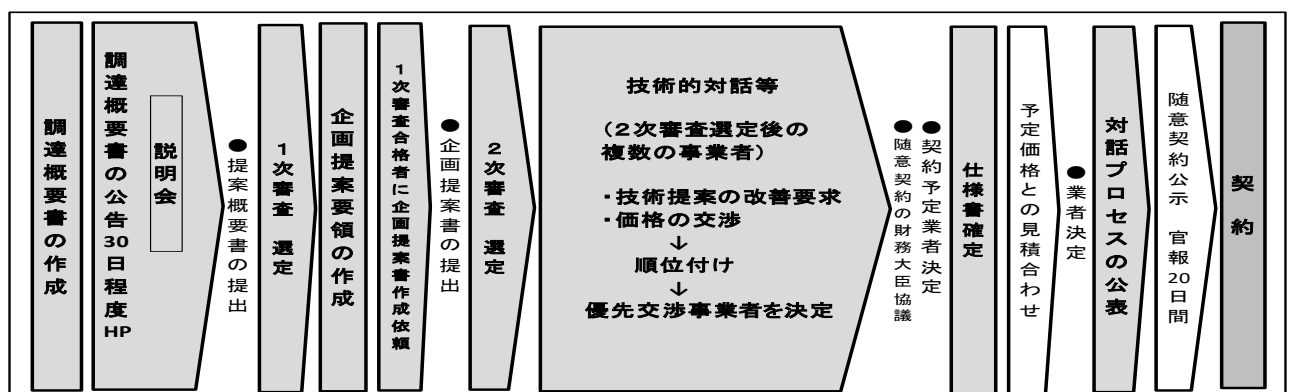 調達概要書の作成
調達概要書の公告30日程度HP
説明会
●提案概要書の提出
1次審査 選定
企画提案要領の作成
1次審査合格者に企画提案書作成依頼
●企画提案書の提出
2次審査 選定
技術的対話等
(2次審査選定後の
複数の事業者)
・技術提案の改善要求
・価格の交渉
↓
順位付け
↓
優先交渉事業者を決定
●契約予定業者決定
●随意契約の財務大臣協議
仕様書確定
予定価格との見積合わせ
●業者決定
対話プロセスの公表
随意契約公示 官報20日間
契約